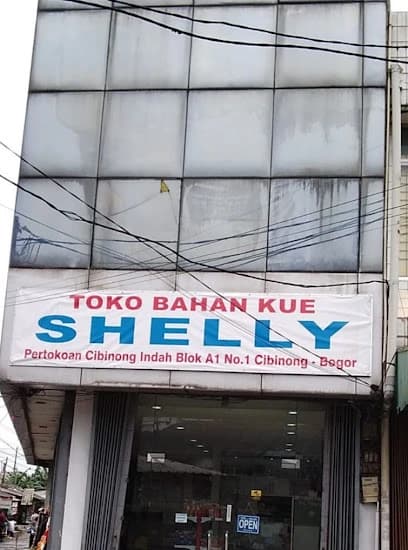 TOKO BAHAN KUE
SHELLY
Pertokoan Cibinong Indah Blok A1 No.1 Cibinong - Bogor
OPEN